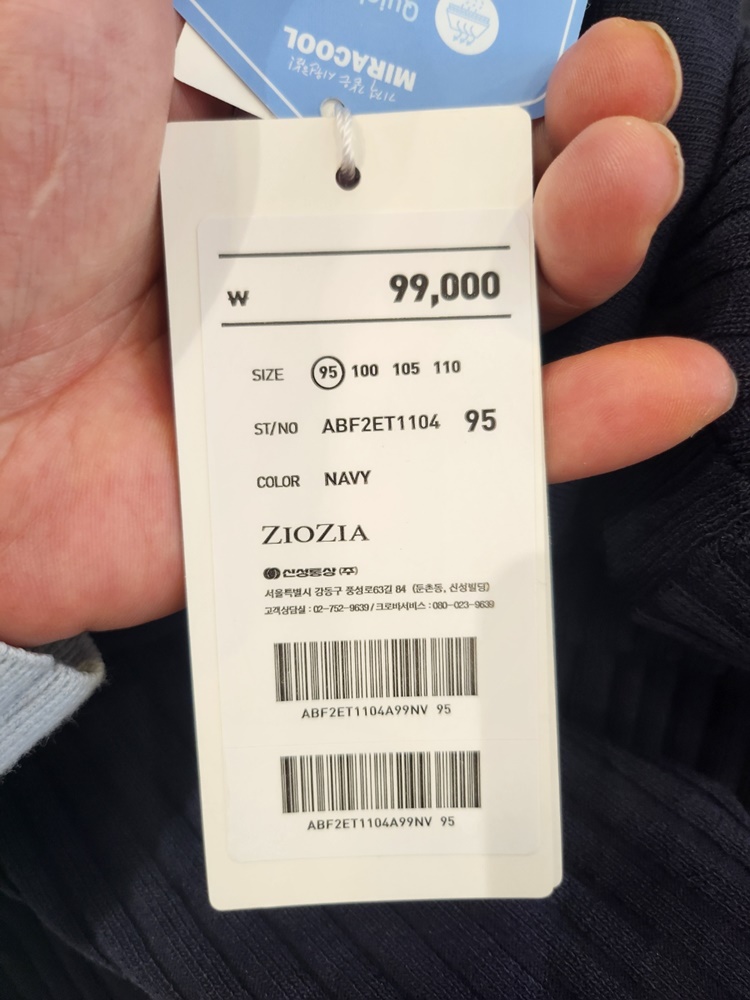 Quick
MIRACOOL
₩ 99,000
SIZE 95 100 105 110
ST/NO ABF2ET1104 95
COLOR NAVY
ZIOZIA
신성통상 (주)
서울특별시 강동구 풍성로63길 84 (둔촌동, 신성빌딩)
고객상담실 : 02-752-9639 / 크로바서비스 : 080-023-9639
ABF2ET1104A99NV 95
ABF2ET1104A99NV 95